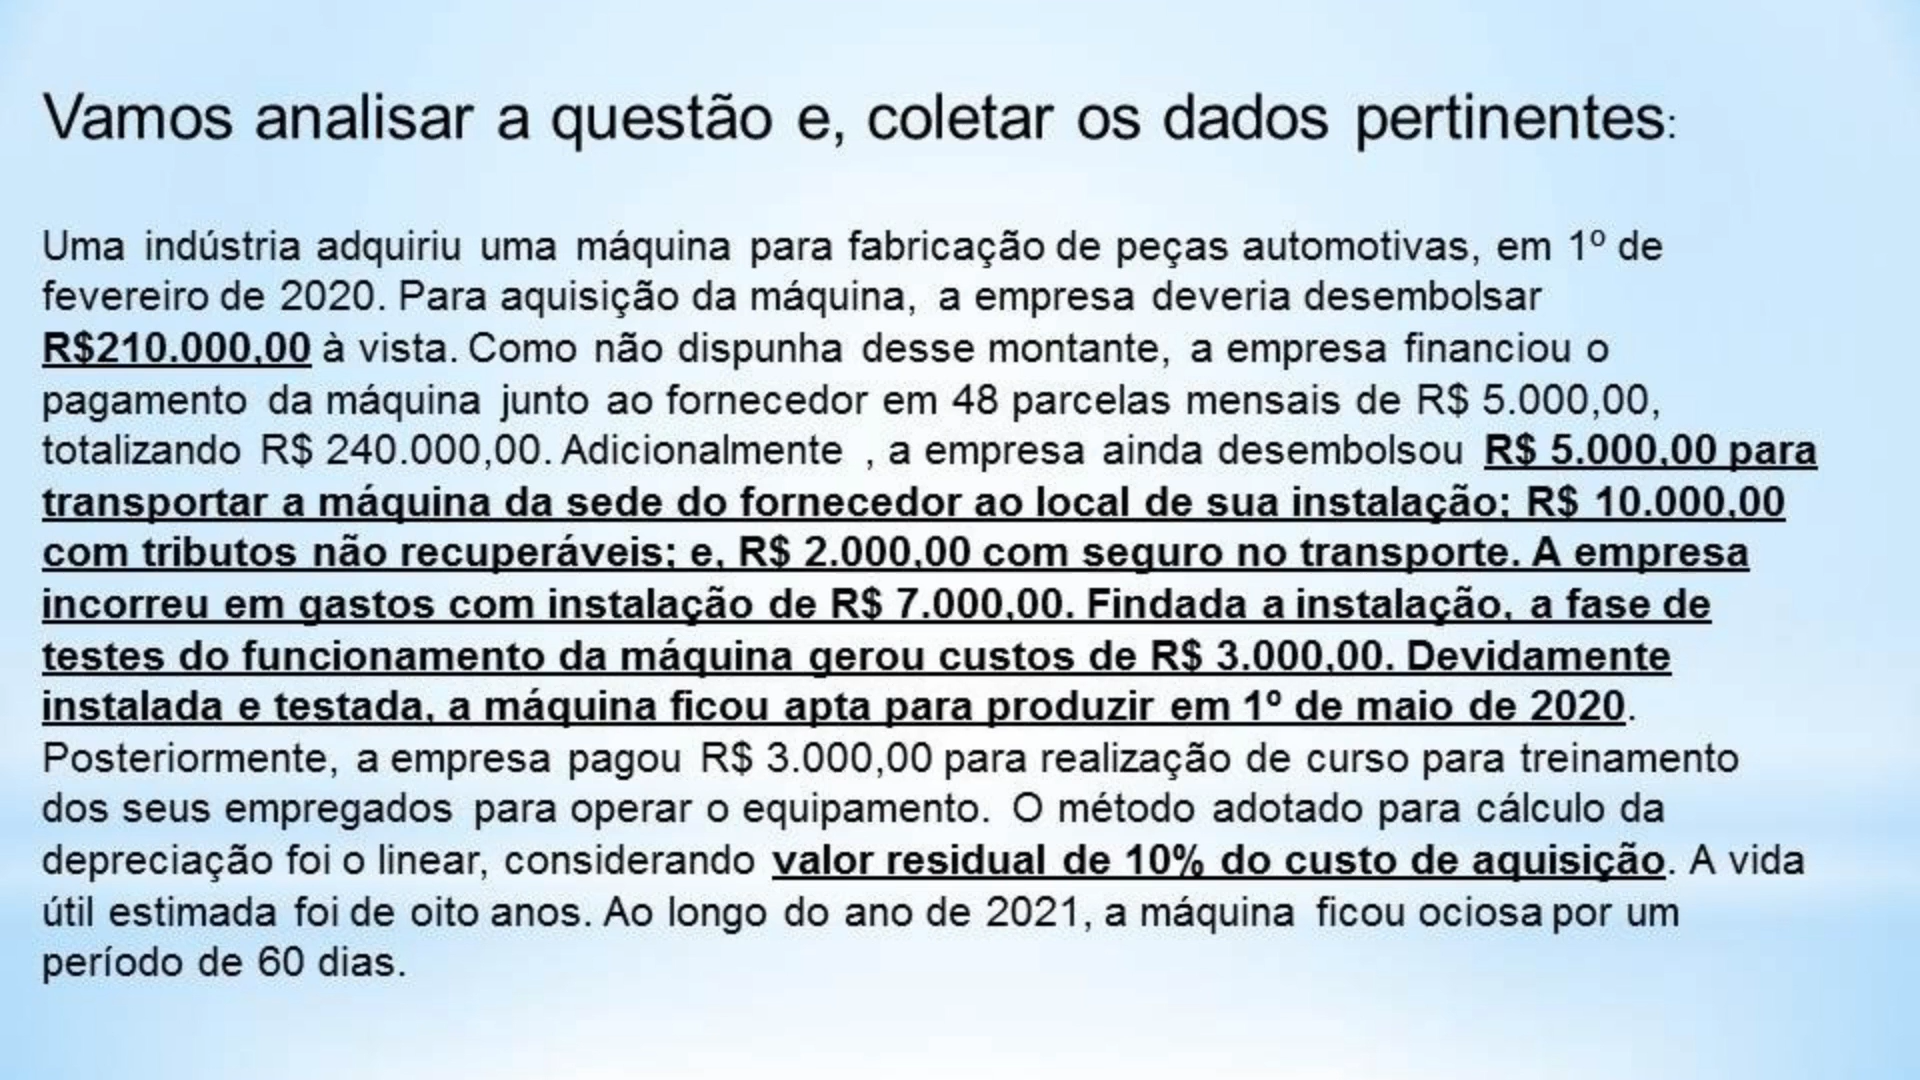 Vamos analisar a questão e, coletar os dados pertinentes:
Uma indústria adquiriu uma máquina para fabricação de peças automotivas, em 1º de
fevereiro de 2020. Para aquisição da máquina, a empresa deveria desembolsar
R$210.000,00 à vista. Como não dispunha desse montante, a empresa financiou o
pagamento da máquina junto ao fornecedor em 48 parcelas mensais de R$ 5.000,00,
totalizando R$ 240.000,00. Adicionalmente , a empresa ainda desembolsou R$ 5.000,00 para
transportar a máquina da sede do fornecedor ao local de sua instalação; R$ 10.000,00
com tributos não recuperáveis; e, R$ 2.000,00 com seguro no transporte. A empresa
incorreu em gastos com instalação de R$ 7.000,00. Findada a instalação, a fase de
testes do funcionamento da máquina gerou custos de R$ 3.000,00. Devidamente
instalada e testada, a máquina ficou apta para produzir em 1º de maio de 2020.
Posteriormente, a empresa pagou R$ 3.000,00 para realização de curso para treinamento
dos seus empregados para operar o equipamento. O método adotado para cálculo da
depreciação foi o linear, considerando valor residual de 10% do custo de aquisição. A vida
útil estimada foi de oito anos. Ao longo do ano de 2021, a máquina ficou ociosa por um
período de 60 dias.